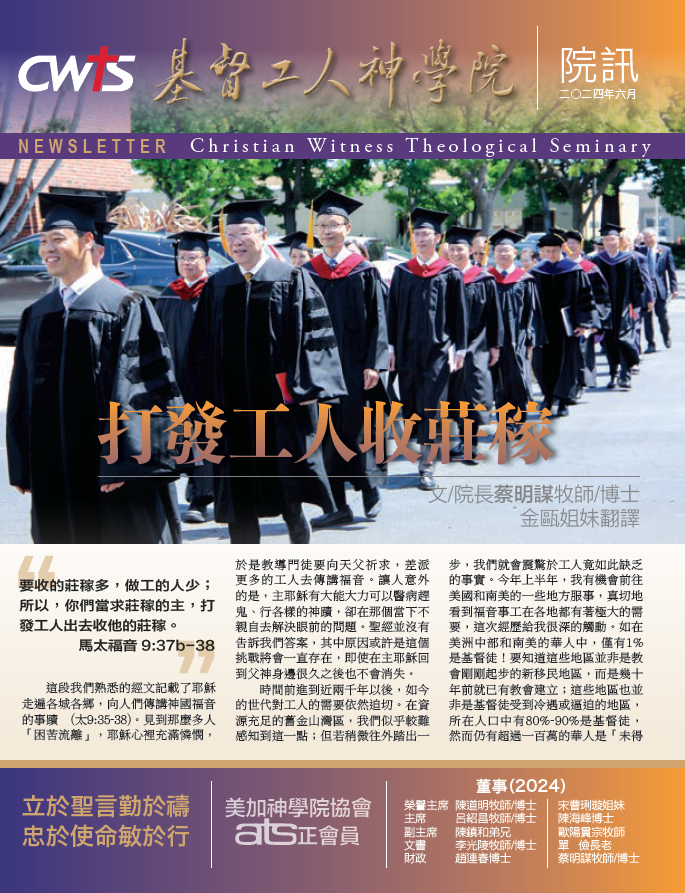 CWTS
基督工人神學院
院訊
二〇二四年六月
NEWSLETTER Christian Witness Theological Seminary
打發工人收莊稼
文/院長蔡明謀牧師/博士
金甌姐妹翻譯
要收的莊稼多，做工的人少；
所以，你們當求莊稼的主，打
發工人出去收他的莊稼。
馬太福音 9:37b-38
這段我們熟悉的經文記載了耶穌
走遍各城各鄉，向人們傳講神國福音
的事蹟 （太9:35-38)。見到那麼多人
「困苦流離」，耶穌心裡充滿憐憫，
於是教導門徒要向天父祈求，差派
更多的工人去傳講福音。讓人意外
的是，主耶穌有大能大力可以醫病趕
鬼、行各樣的神蹟，卻在那個當下不
親自去解決眼前的問題。聖經並沒有
告訴我們答案，其中原因或許是這個
挑戰將會一直存在，即使在主耶穌回
到父神身邊很久之後也不會消失。
時間前進到近兩千年以後，如今
的世代對工人的需要依然迫切。在資
源充足的舊金山灣區，我們似乎較難
感知到這一點；但若稍微往外踏出一
步，我們就會震驚於工人竟如此缺乏
的事實。今年上半年，我有機會前往
美國和南美的一些地方服事，真切地
看到福音事工在各地都有著極大的需
要，這次經歷給我很深的觸動。如在
美洲中部和南美的華人中，僅有1%
是基督徒！要知道這些地區並非是教
會剛剛起步的新移民地區，而是幾十
年前就已有教會建立；這些地區也並
非是基督徒受到冷遇或逼迫的地區，
所在人口中有80%-90%是基督徒，
然而仍有超過一百萬的華人是「未得
立於聖言勤於禱
忠於使命敏於行
美加神學院協會
ats正會員
董事(2024)
榮譽主席 陳道明牧師/博士
主席 呂紹昌牧師/博士
副主席 陳鎮和弟兄
文書 李光陵牧師/博士
財政 趙連春博士
宋曹琍璇姐妹
陳海峰博士
歐陽貫宗牧師
單 儉長老
蔡明謀牧師/博士